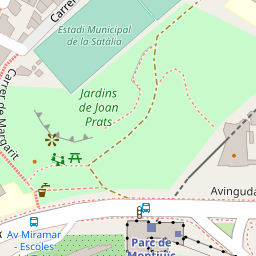 Carrer
Estadi Municipal
de la Satàlia
Carrer de Margarit
Jardins
de Joan
Prats
Avinguda
Av Miramar
- Escoles
Parc de
Montjuïc